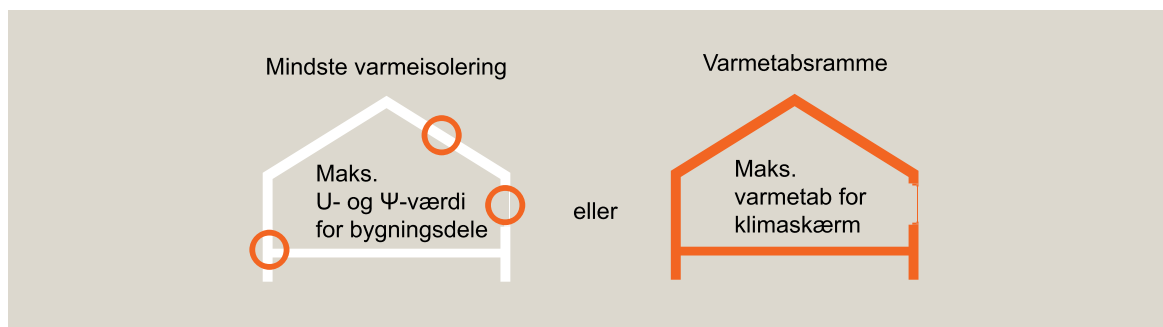 Mindste varmeisolering
Maks.
U- og Ψ-værdi
for bygningsdele
eller
Varmetabsramme
Maks.
varmetab for
klimaskærm